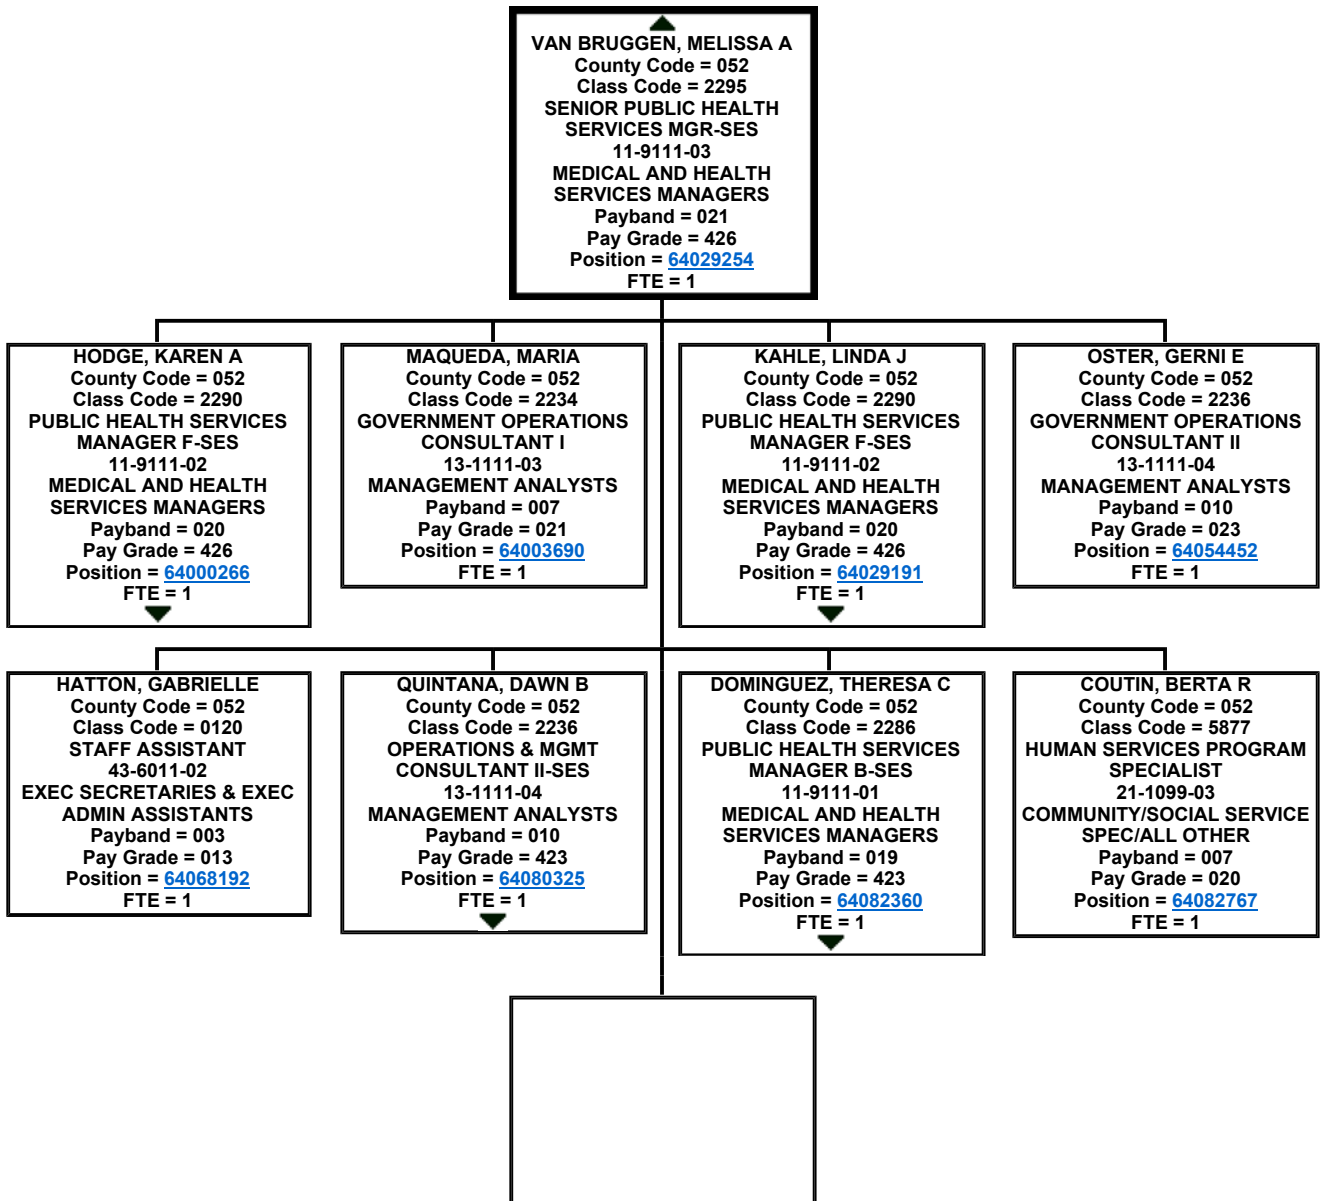 VAN BRUGGEN, MELISSA A
County Code = 052
Class Code = 2295
SENIOR PUBLIC HEALTH
SERVICES MGR-SES
11-9111-03
MEDICAL AND HEALTH
SERVICES MANAGERS
Payband = 021
Pay Grade = 426
Position = 64029254
FTE = 1
HODGE, KAREN A
County Code = 052
Class Code = 2290
PUBLIC HEALTH SERVICES
MANAGER F-SES
11-9111-02
MEDICAL AND HEALTH
SERVICES MANAGERS
Payband = 020
Pay Grade = 426
Position = 64000266
FTE = 1
MAQUEDA, MARIA
County Code = 052
Class Code = 2234
GOVERNMENT OPERATIONS
CONSULTANT I
13-1111-03
MANAGEMENT ANALYSTS
Payband = 007
Pay Grade = 021
Position = 64003690
FTE = 1
KAHLE, LINDA J
County Code = 052
Class Code = 2290
PUBLIC HEALTH SERVICES
MANAGER F-SES
11-9111-02
MEDICAL AND HEALTH
SERVICES MANAGERS
Payband = 020
Pay Grade = 426
Position = 64029191
FTE = 1
OSTER, GERNI E
County Code = 052
Class Code = 2236
GOVERNMENT OPERATIONS
CONSULTANT II
13-1111-04
MANAGEMENT ANALYSTS
Payband = 010
Pay Grade = 023
Position = 64054452
FTE = 1
HATTON, GABRIELLE
County Code = 052
Class Code = 0120
STAFF ASSISTANT
43-6011-02
EXEC SECRETARIES & EXEC
ADMIN ASSISTANTS
Payband = 003
Pay Grade = 013
Position = 64068192
FTE = 1
QUINTANA, DAWN B
County Code = 052
Class Code = 2236
OPERATIONS & MGMT
CONSULTANT II-SES
13-1111-04
MANAGEMENT ANALYSTS
Payband = 010
Pay Grade = 423
Position = 64080325
FTE = 1
DOMINGUEZ, THERESA C
County Code = 052
Class Code = 2286
PUBLIC HEALTH SERVICES
MANAGER B-SES
11-9111-01
MEDICAL AND HEALTH
SERVICES MANAGERS
Payband = 019
Pay Grade = 423
Position = 64082360
FTE = 1
COUTIN, BERTA R
County Code = 052
Class Code = 5877
HUMAN SERVICES PROGRAM
SPECIALIST
21-1099-03
COMMUNITY/SOCIAL SERVICE
SPEC/ALL OTHER
Payband = 007
Pay Grade = 020
Position = 64082767
FTE = 1